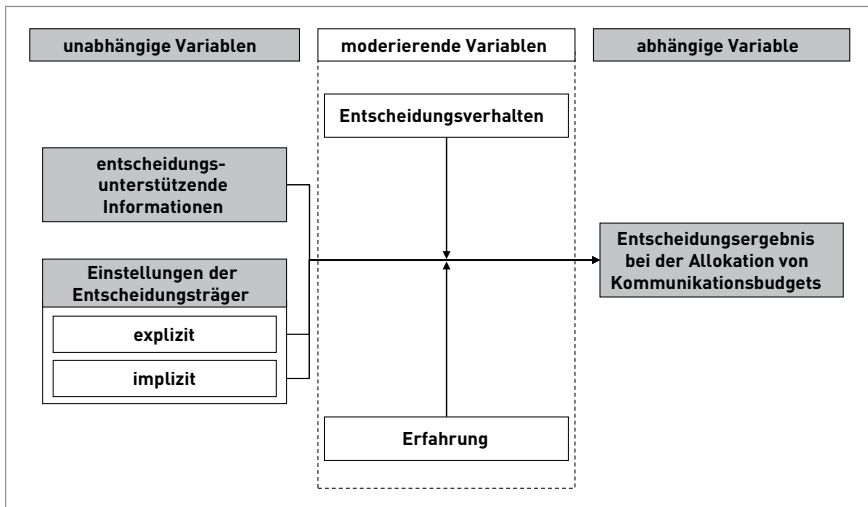 unabhängige Variablen
moderierende Variablen
abhängige Variable
Entscheidungsverhalten
entscheidungs-
unterstützende
Informationen
Einstellungen der
Entscheidungsträger
explizit
implizit
Entscheidungsergebnis
bei der Allokation von
Kommunikationsbudgets
Erfahrung